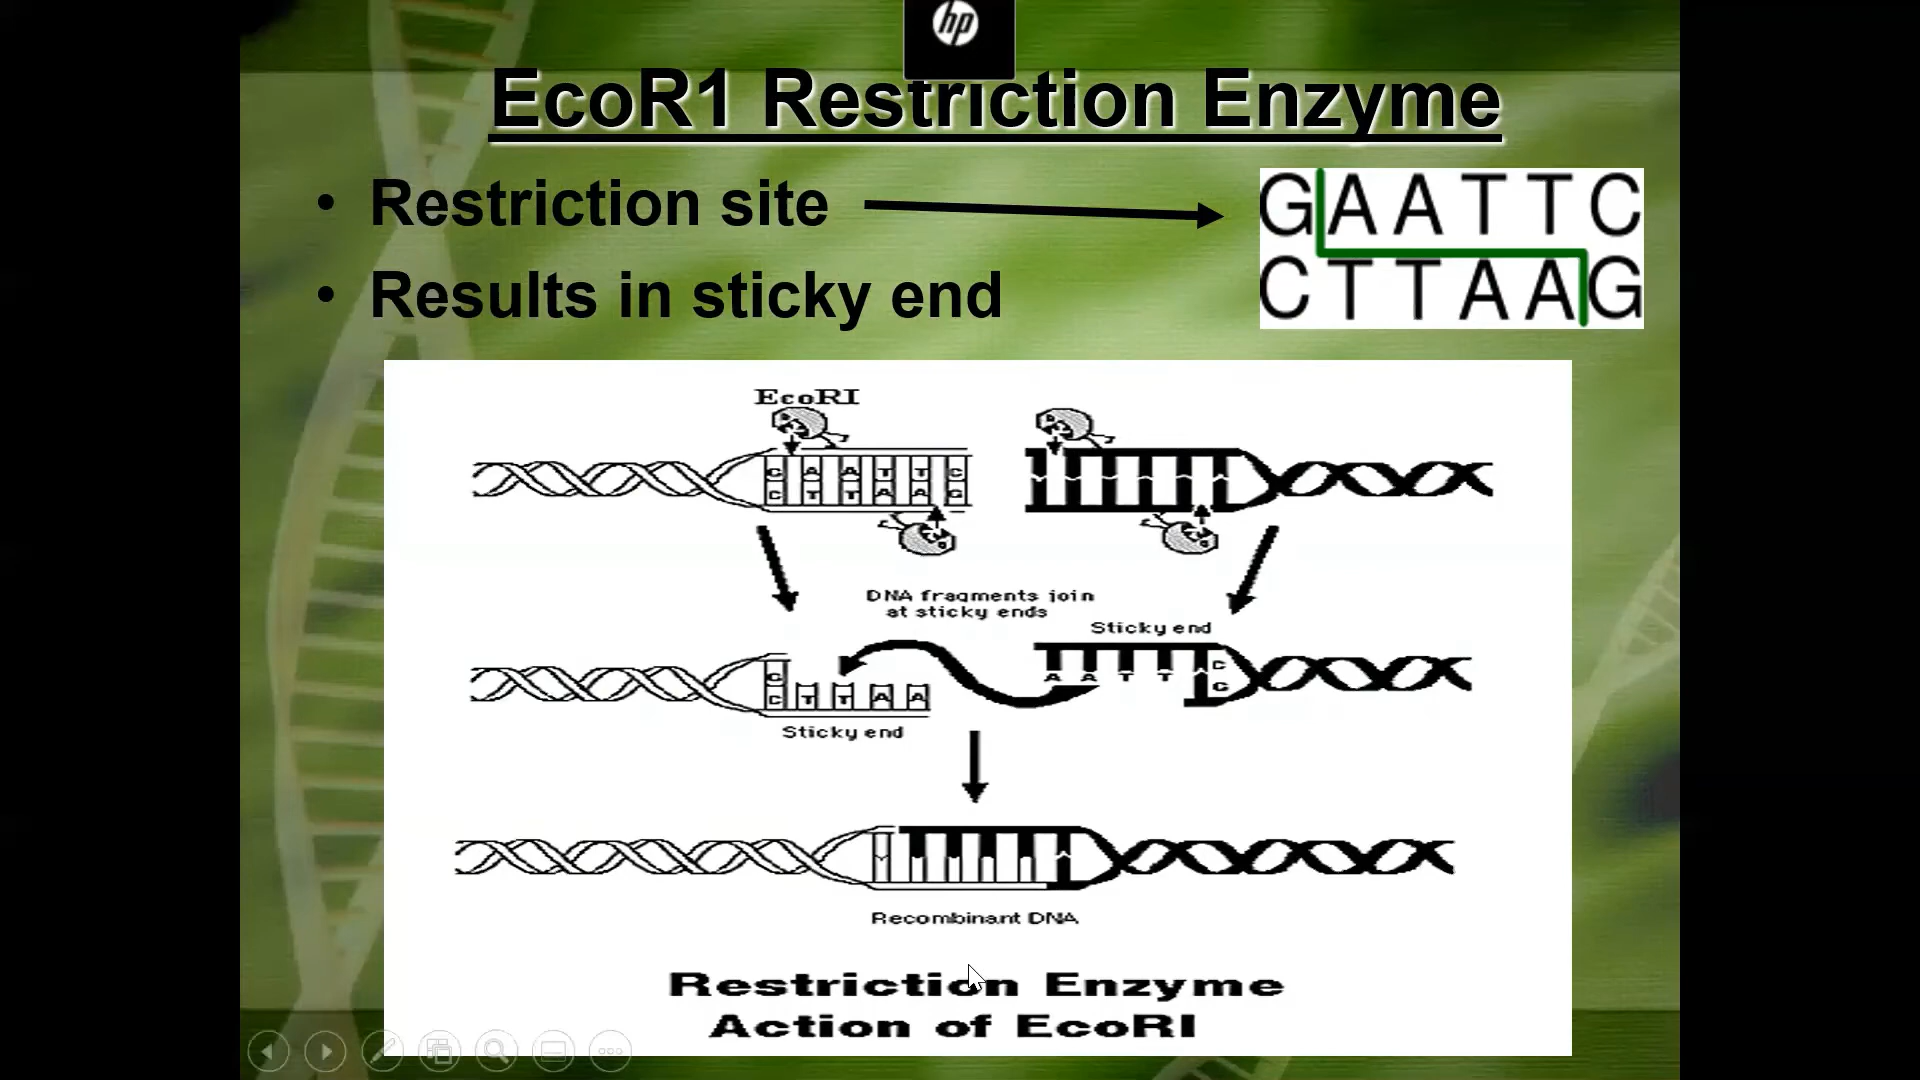 hp
EcoR1 Restriction Enzyme
• Restriction site
G A A T T C
C T T A A G
• Results in sticky end
EcoRI
G A A T T C
C T T A A G
DNA fragments join
at sticky ends
Sticky end
G
C T T A A
A A T T C
G
Sticky end
Recombinant DNA
Restriction Enzyme
Action of EcoRI